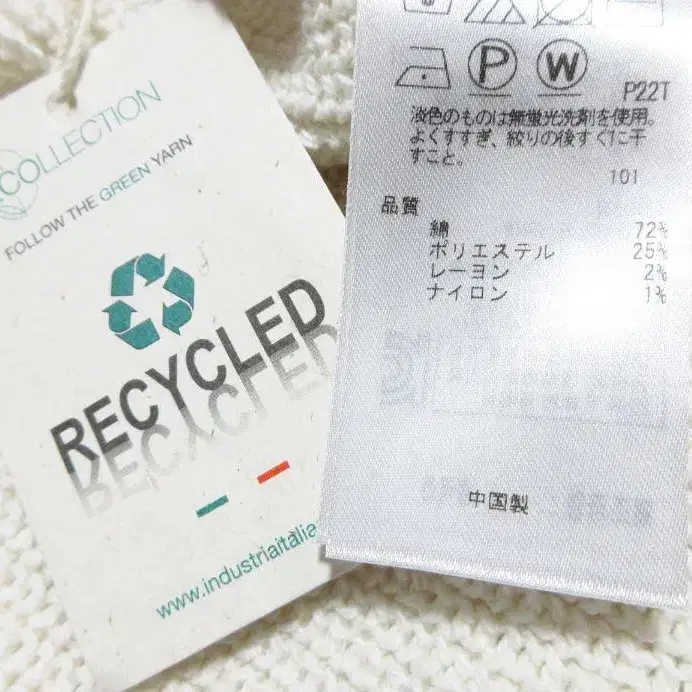 COLLECTION
FOLLOW THE GREEN YARN
RECYCLED
www.industriaitalia
P W
P22T
淡色のものは無蛍光洗剤を使用。
よくすすぎ、絞りの後すぐに干
すこと。
101
品質
綿 72%
ポリエステル 25%
レーヨン 2%
ナイロン 1%
中国製